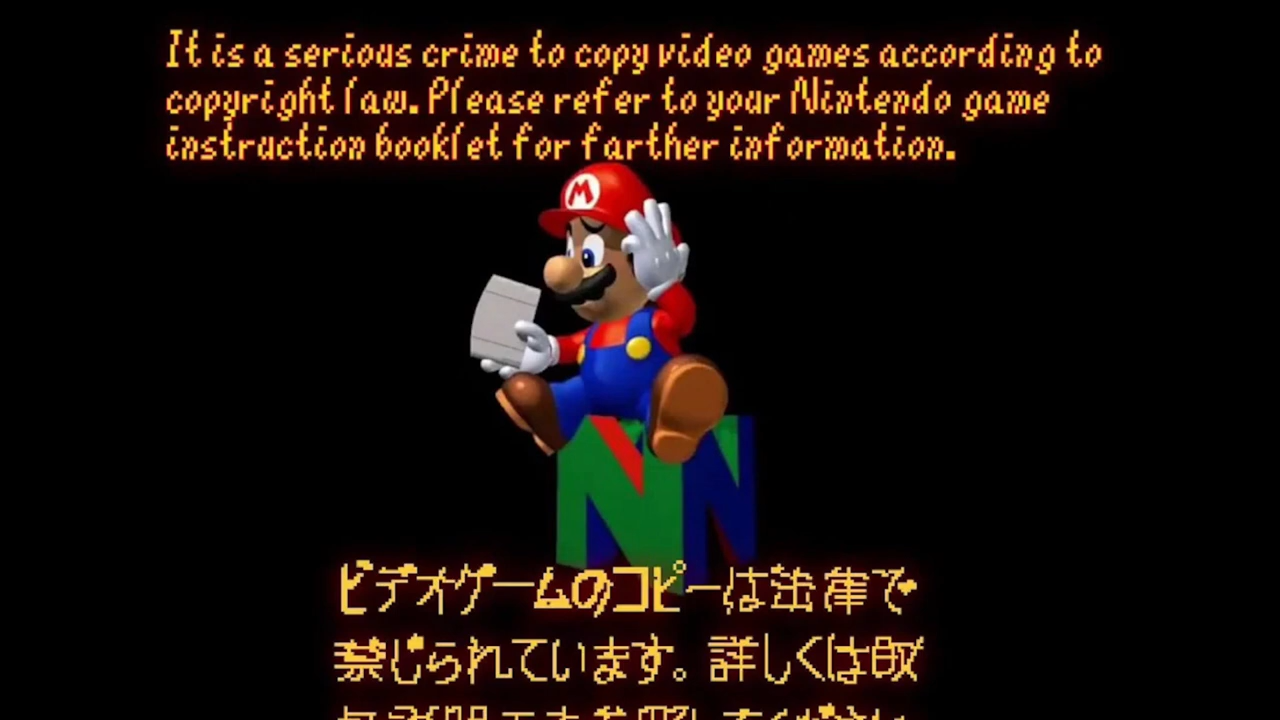 It is a serious crime to copy video games according to
copyright law. Please refer to your Nintendo game
instruction booklet for farther information.
M
ビデオゲームのコピーは法律で
禁じられています。詳しくは取